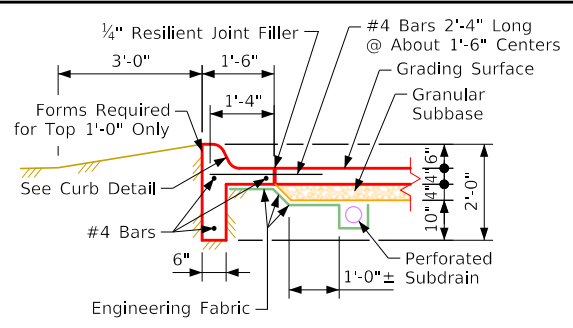 ¼" Resilient Joint Filler
#4 Bars 2'-4" Long
@ About 1'-6" Centers
3'-0"
1'-6"
Grading Surface
1'-4"
Granular
Subbase
Forms Required
for Top 1'-0" Only
See Curb Detail
6"
4"
4"
10"
2'-0"
#4 Bars
6"
Perforated
Subdrain
1'-0"±
Engineering Fabric